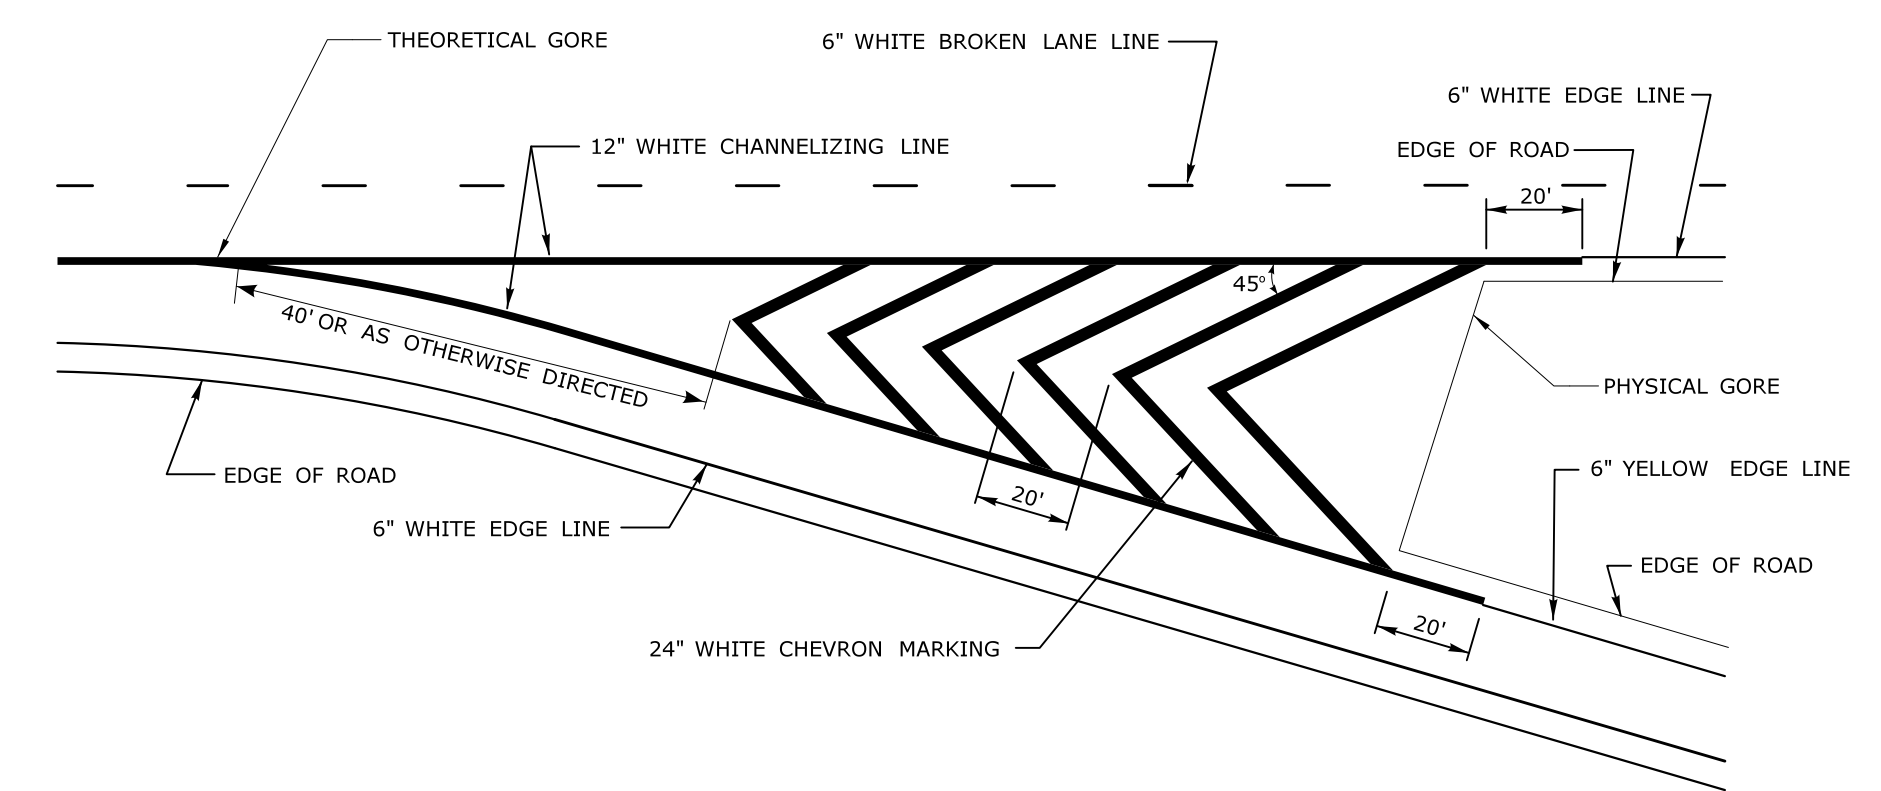 THEORETICAL GORE
6" WHITE BROKEN LANE LINE
6" WHITE EDGE LINE
12" WHITE CHANNELIZING LINE
EDGE OF ROAD
20'
45°
40' OR AS OTHERWISE DIRECTED
PHYSICAL GORE
EDGE OF ROAD
6" YELLOW EDGE LINE
20'
6" WHITE EDGE LINE
EDGE OF ROAD
20'
24" WHITE CHEVRON MARKING